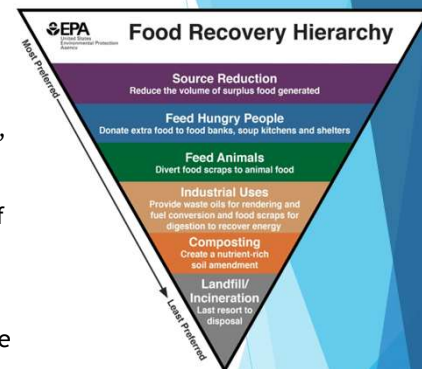 EPA
United States
Environmental Protection
Agency
Food Recovery Hierarchy
Most Preferred
Source Reduction
Reduce the volume of surplus food generated
Feed Hungry People
Donate extra food to food banks, soup kitchens and shelters
Feed Animals
Divert food scraps to animal food
Industrial Uses
Provide waste oils for rendering and
fuel conversion and food scraps for
digestion to recover energy
Composting
Create a nutrient-rich
soil amendment
Landfill/
Incineration
Last resort to
disposal
Least Preferred